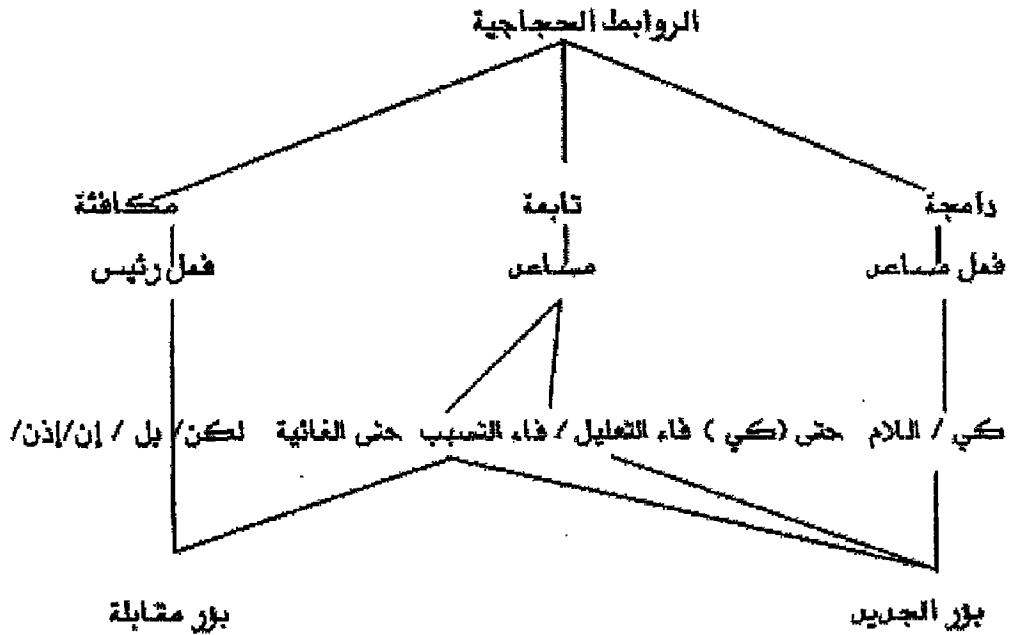 الروابط الحجاجية
دامجة تابعة مكافئة
فعل مساعد مساعد فعل رئيس
كي / اللام حتى (كي ) فاء التعليل / فاء التسبب حتى الغائية لكن/ بل / إن/إذن/
بؤر الجديد بؤر مقابلة